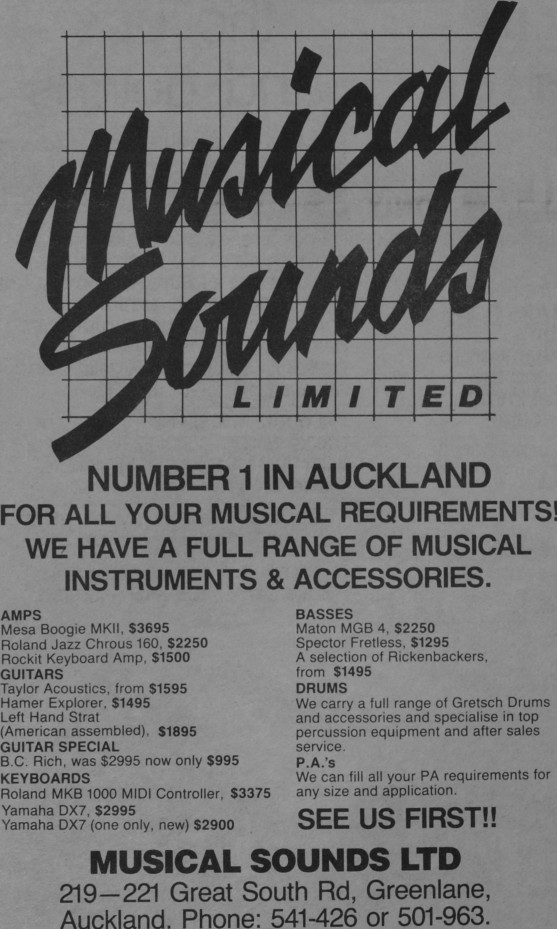 Musical
Sounds
LIMITED
NUMBER 1 IN AUCKLAND
FOR ALL YOUR MUSICAL REQUIREMENTS!
WE HAVE A FULL RANGE OF MUSICAL
INSTRUMENTS & ACCESSORIES.
AMPS
Mesa Boogie MKII, $3695
Roland Jazz Chrous 160, $2250
Rockit Keyboard Amp, $1500
GUITARS
Taylor Acoustics, from $1595
Hamer Explorer, $1495
Left Hand Strat
(American assembled), $1895
GUITAR SPECIAL
B.C. Rich, was $2995 now only $995
KEYBOARDS
Roland MKB 1000 MIDI Controller, $3375
Yamaha DX7, $2995
Yamaha DX7 (one only, new) $2900
BASSES
Maton MGB 4, $2250
Spector Fretless, $1295
A selection of Rickenbackers,
from $1495
DRUMS
We carry a full range of Gretsch Drums
and accessories and specialise in top
percussion equipment and after sales
service.
P.A.'s
We can fill all your PA requirements for
any size and application.
SEE US FIRST!!
MUSICAL SOUNDS LTD
219—221 Great South Rd, Greenlane,
Auckland. Phone: 541-426 or 501-963.